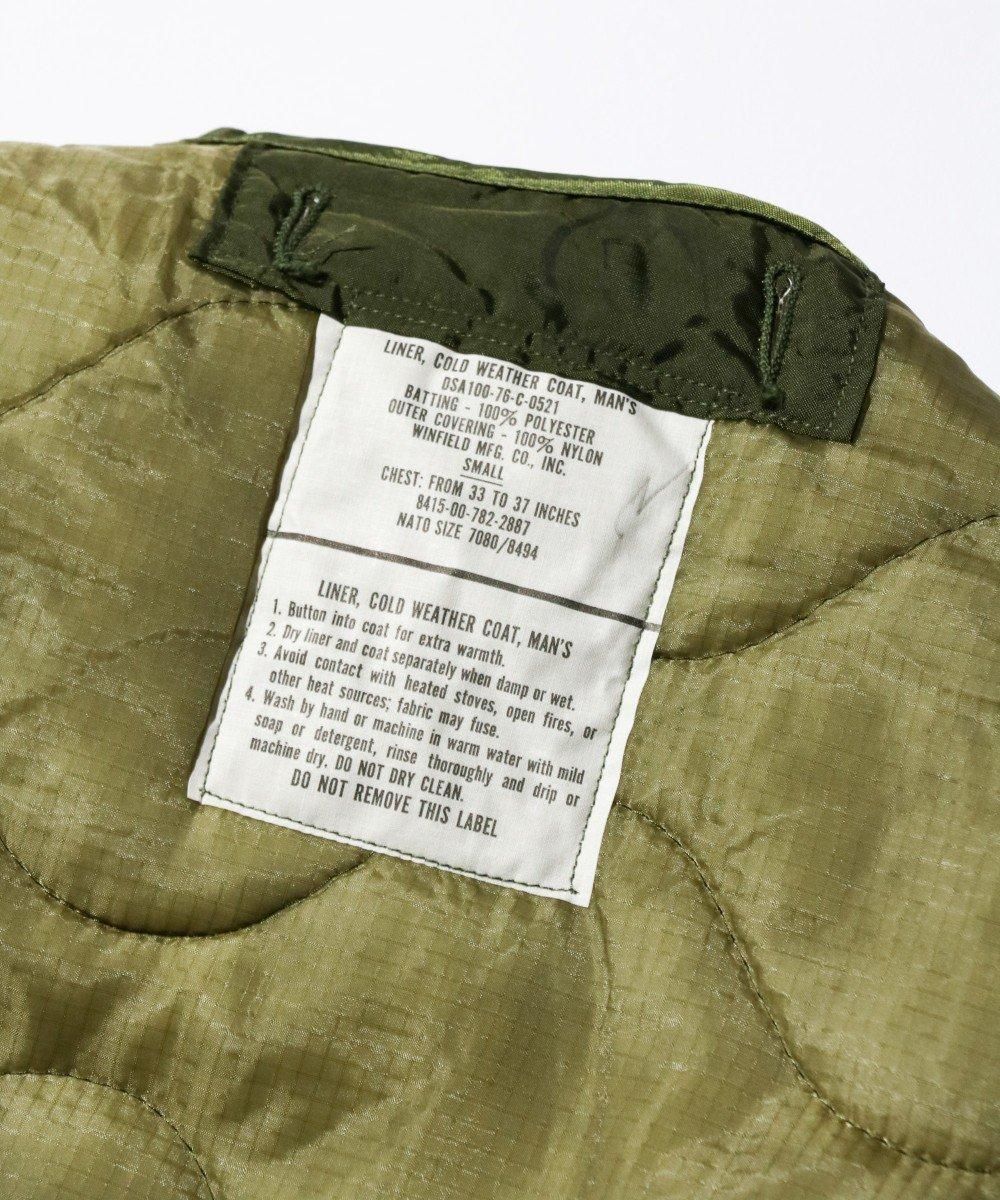 LINER, COLD WEATHER COAT, MAN'S
DSA100-76-C-0521
BATTING - 100% POLYESTER
OUTER COVERING - 100% NYLON
WINFIELD MFG. CO., INC.
SMALL
CHEST: FROM 33 TO 37 INCHES
8415-00-782-2887
NATO SIZE 7080/8494
LINER, COLD WEATHER COAT, MAN'S
1. Button into coat for extra warmth.
2. Dry liner and coat separately when damp or wet.
3. Avoid contact with heated stoves, open fires, or
other heat sources; fabric may fuse.
4. Wash by hand or machine in warm water with mild
soap or detergent, rinse thoroughly and drip or
machine dry. DO NOT DRY CLEAN.
DO NOT REMOVE THIS LABEL